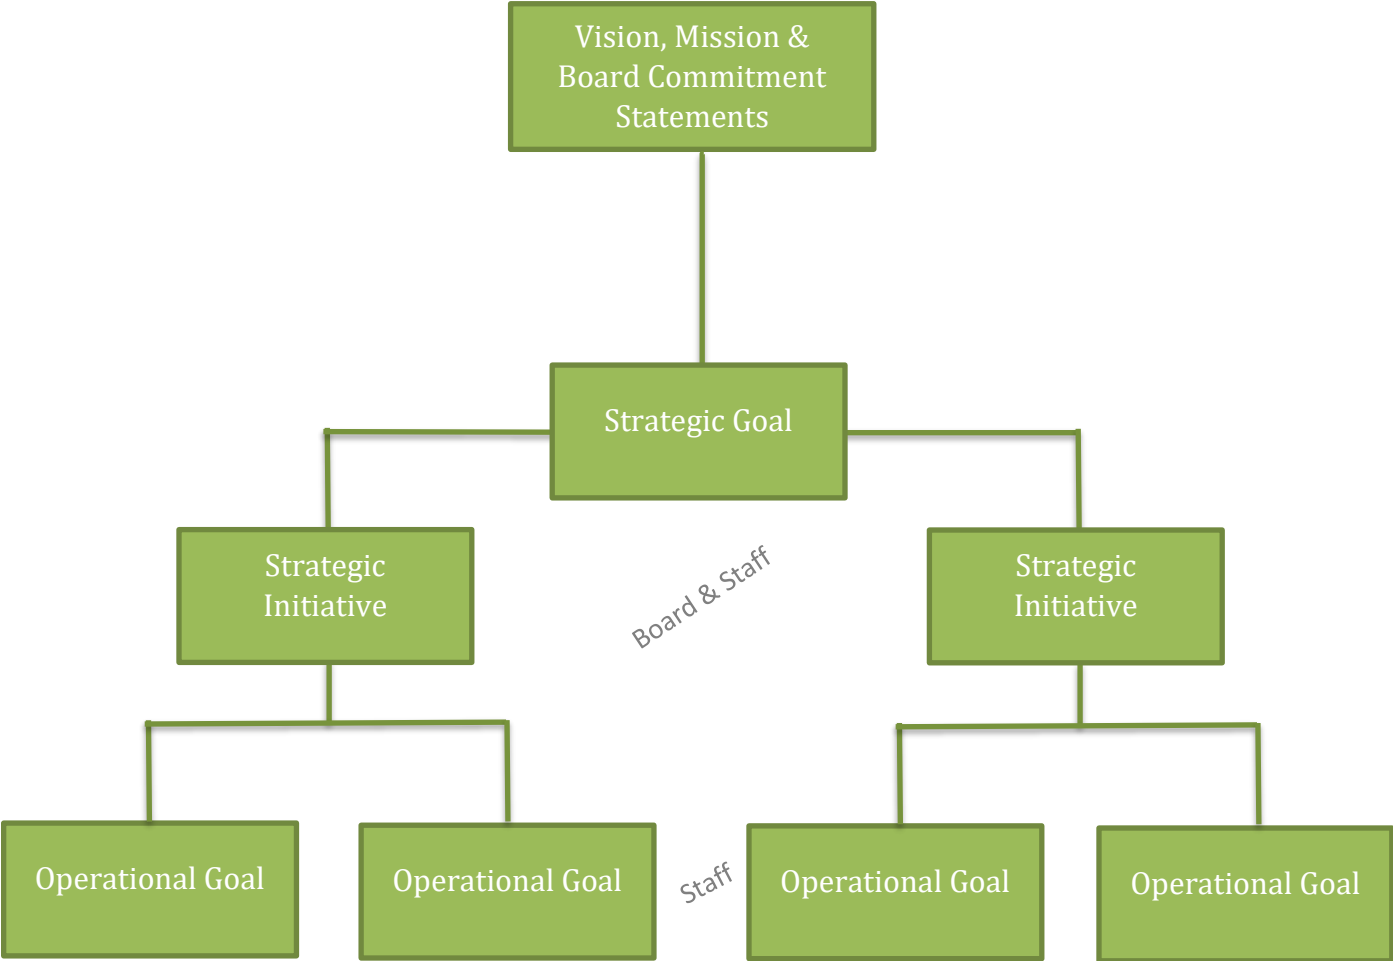 Vision, Mission &
Board Commitment
Statements
Strategic Goal
Strategic
Initiative
Board & Staff
Strategic
Initiative
Operational Goal
Operational Goal
Staff
Operational Goal
Operational Goal